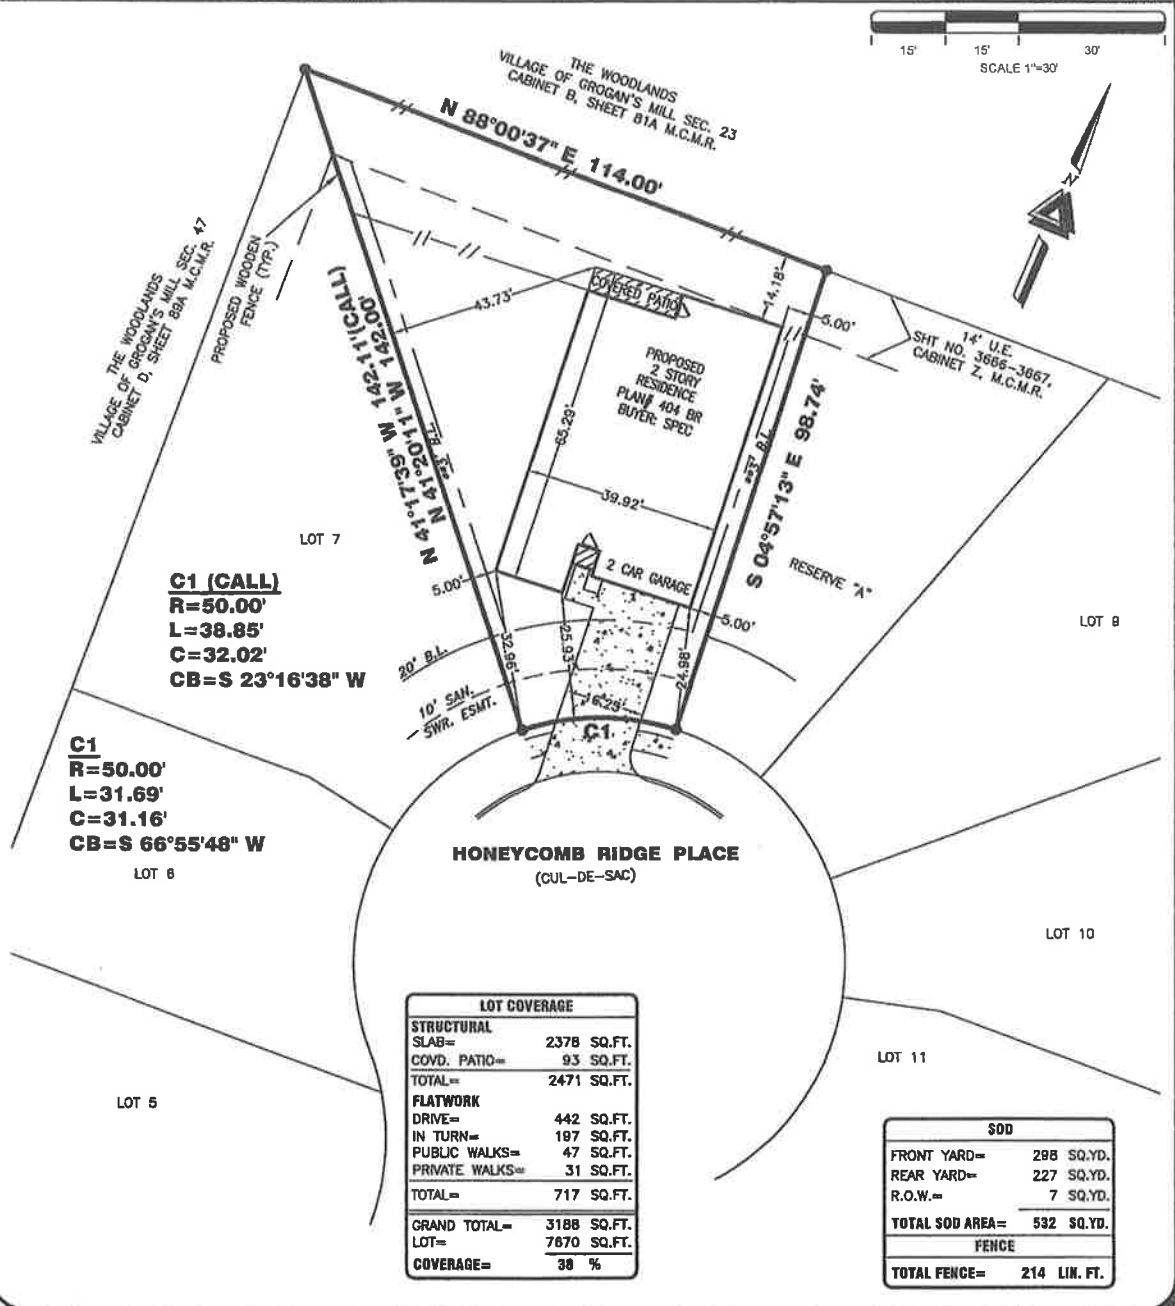 15' 15' 30'
SCALE 1"=30'
THE WOODLANDS
VILLAGE OF GROGAN'S MILL SEC. 23
CABINET B, SHEET 81A M.C.M.R.
N 88°00'37" E 114.00'
N
THE WOODLANDS
VILLAGE OF GROGAN'S MILL SEC. 47
CABINET D, SHEET 89A M.C.M.R.
PROPOSED WOODEN
FENCE (TYP.)
N 41°17'39" W 142.11'(CALL)
N 41°20'11" W 142.00'
43.73'
COVERED PATIO
14.18'
5.00'
14' U.E.
SHT NO. 3666-3667,
CABINET Z, M.C.M.R.
PROPOSED
2 STORY
RESIDENCE
PLAN# 404 BR
BUYER: SPEC
65.29'
39.92'
**3' B.L.
**3' B.L.
S 04°57'13" E 98.74'
RESERVE "A"
LOT 7
2 CAR GARAGE
5.00'
5.00'
LOT 9
C1 (CALL)
R=50.00'
L=38.85'
C=32.02'
CB=S 23°16'38" W
20' B.L.
32.96'
25.93'
24.98'
10' SAN.
SWR. ESMT.
16.25'
C1
C1
R=50.00'
L=31.69'
C=31.16'
CB=S 66°55'48" W
HONEYCOMB RIDGE PLACE
(CUL-DE-SAC)
LOT 6
LOT 10
LOT 11
LOT 5
LOT COVERAGE
STRUCTURAL
SLAB= 2378 SQ.FT.
COVD. PATIO= 93 SQ.FT.
TOTAL= 2471 SQ.FT.
FLATWORK
DRIVE= 442 SQ.FT.
IN TURN= 197 SQ.FT.
PUBLIC WALKS= 47 SQ.FT.
PRIVATE WALKS= 31 SQ.FT.
TOTAL= 717 SQ.FT.
GRAND TOTAL= 3188 SQ.FT.
LOT= 7670 SQ.FT.
COVERAGE= 38 %
SOD
FRONT YARD= 298 SQ.YD.
REAR YARD= 227 SQ.YD.
R.O.W.= 7 SQ.YD.
TOTAL SOD AREA= 532 SQ.YD.
FENCE
TOTAL FENCE= 214 LIN. FT.